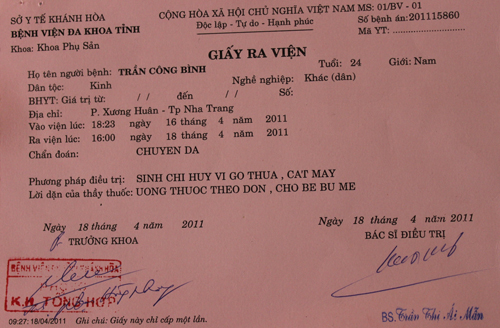 SỞ Y TẾ KHÁNH HÒA
BỆNH VIỆN ĐA KHOA TỈNH
Khoa: Khoa Phụ Sản
CỘNG HÒA XÃ HỘI CHỦ NGHĨA VIỆT NAM
Độc lập - Tự do - Hạnh phúc
MS: 01/BV - 01
Số bệnh án: 201115860
Mã YT:
GIẤY RA VIỆN
Họ tên người bệnh: TRẦN CÔNG BÌNH Tuổi: 24 Giới: Nam
Dân tộc: Kinh Nghề nghiệp: Khác (dân)
BHYT: Giá trị từ: / / đến / / Số:
Địa chỉ: P. Xương Huân - Tp Nha Trang
Vào viện lúc: 18:23 ngày 16 tháng 4 năm 2011
Ra viện lúc: 16:00 ngày 18 tháng 4 năm 2011
Chẩn đoán: CHUYEN DA
Phương pháp điều trị: SINH CHI HUY VI GO THUA , CAT MAY
Lời dặn của thầy thuốc: UONG THUOC THEO DON , CHO BE BU ME
Ngày 18 tháng 4 năm 2011
TRƯỞNG KHOA
Ngày 18 tháng 4 năm 2011
BÁC SĨ ĐIỀU TRỊ
K.H. TỔNG HỢP
BS. Trần Thị Ái Mẫn
09:27: 18/04/2011 Ghi chú: Giấy này chỉ cấp một lần.